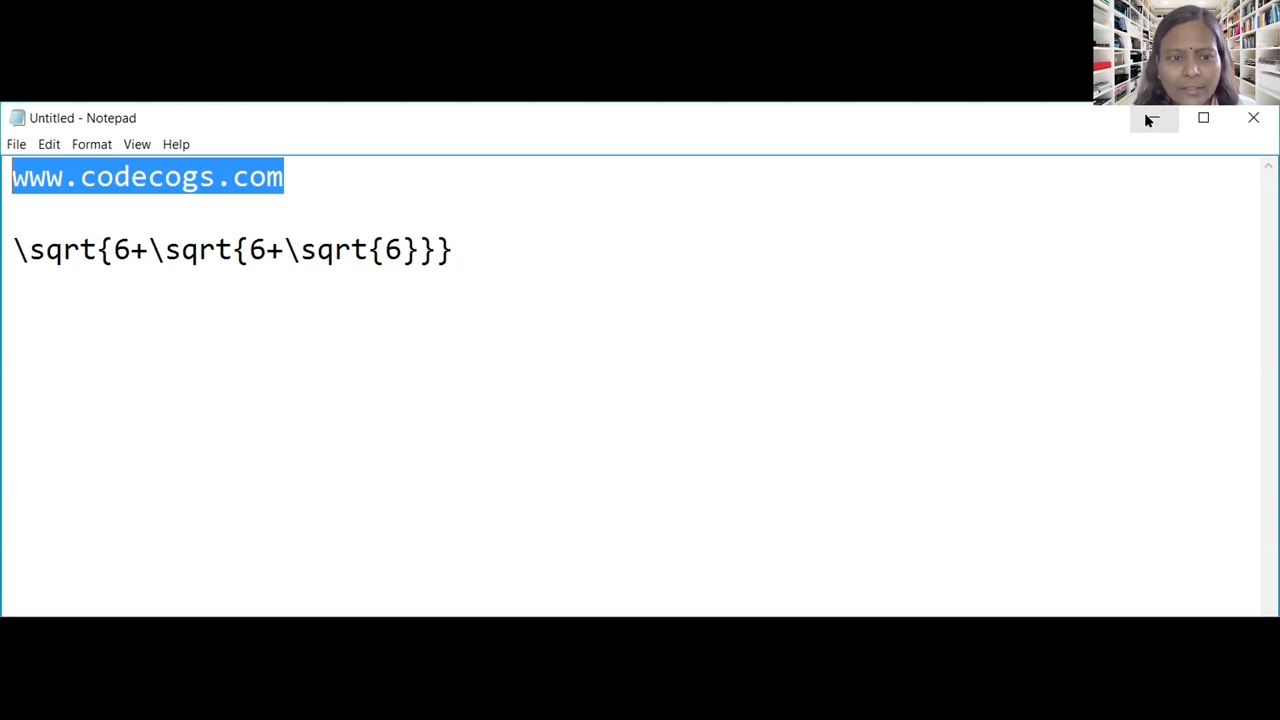 Untitled - Notepad
File Edit Format View Help
www.codecogs.com
\sqrt{6+\sqrt{6+\sqrt{6}}}